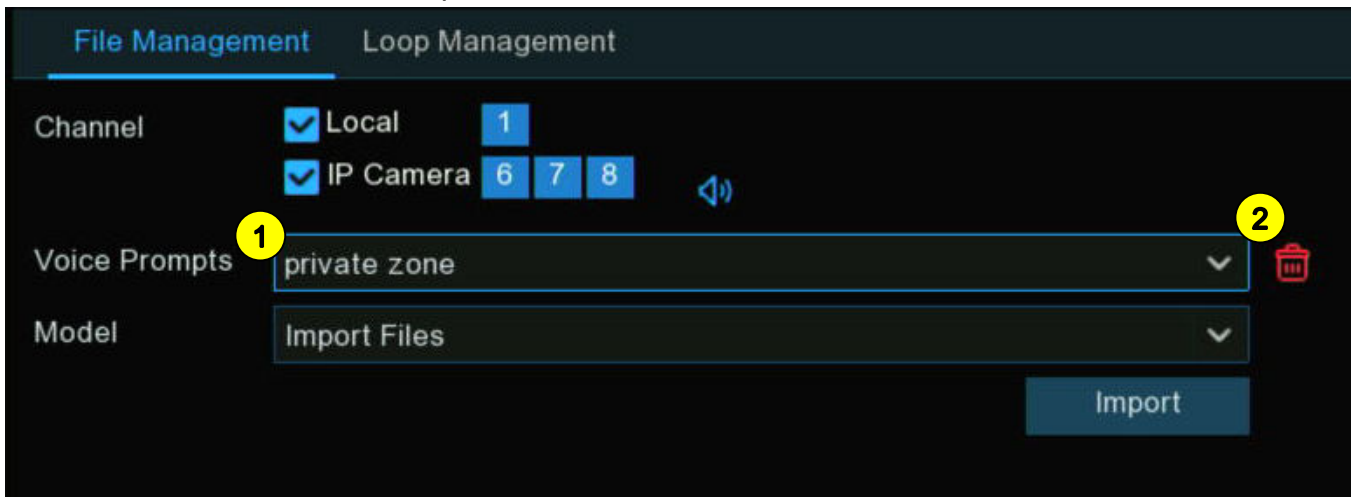 File Management Loop Management
Channel Local 1
IP Camera 6 7 8
1 2
Voice Prompts private zone
Model Import Files
Import